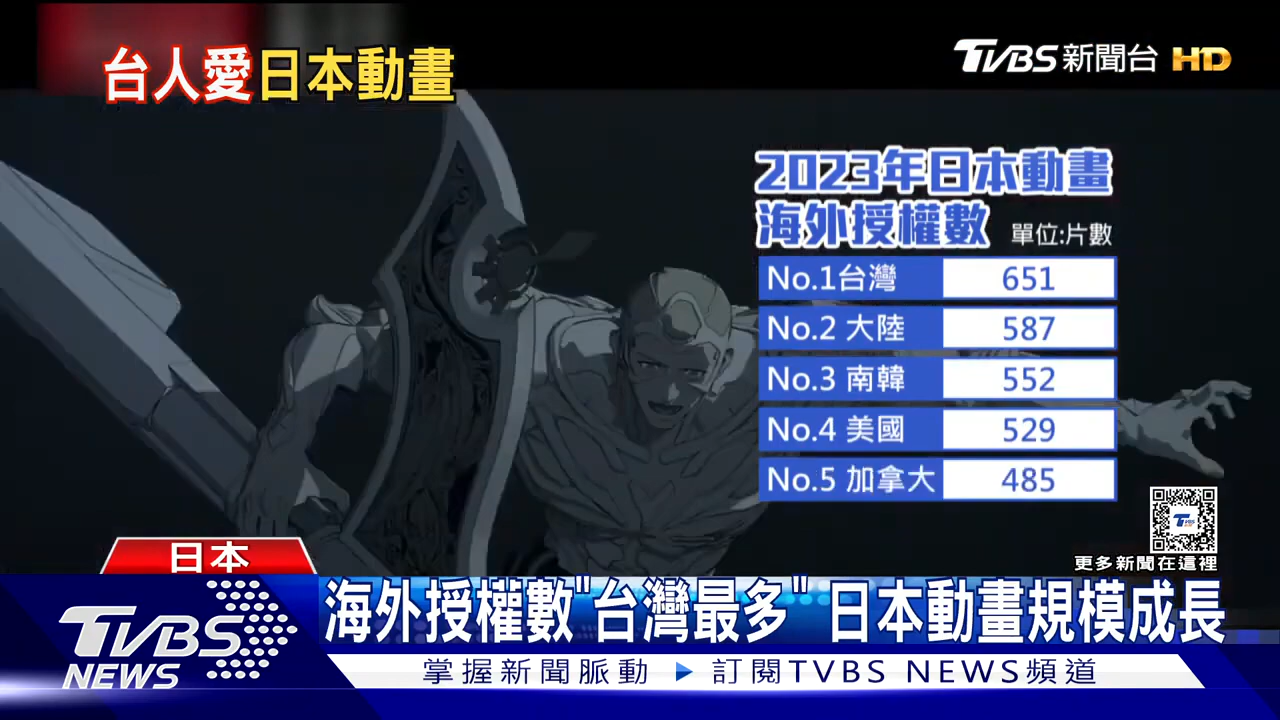 台人愛日本動畫
TVBS新聞台 HD
2023年日本動畫
海外授權數 單位:片數
No.1台灣 651
No.2 大陸 587
No.3 南韓 552
No.4 美國 529
No.5 加拿大 485
TVBS
更多新聞在這裡
日本
海外授權數"台灣最多" 日本動畫規模成長
TVBS NEWS
掌握新聞脈動 ▶ 訂閱TVBS NEWS頻道